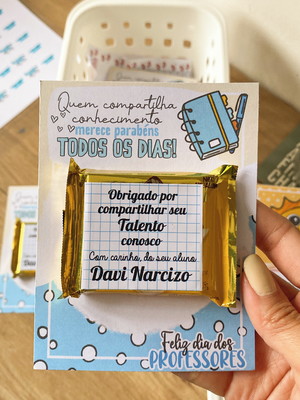 Quem compartilha
conhecimento
merece parabéns
TODOS OS DIAS!
Obrigado por
compartilhar seu
Talento
conosco
Com carinho, do seu aluno
Davi Narcizo
Feliz dia dos
PROFESSORES